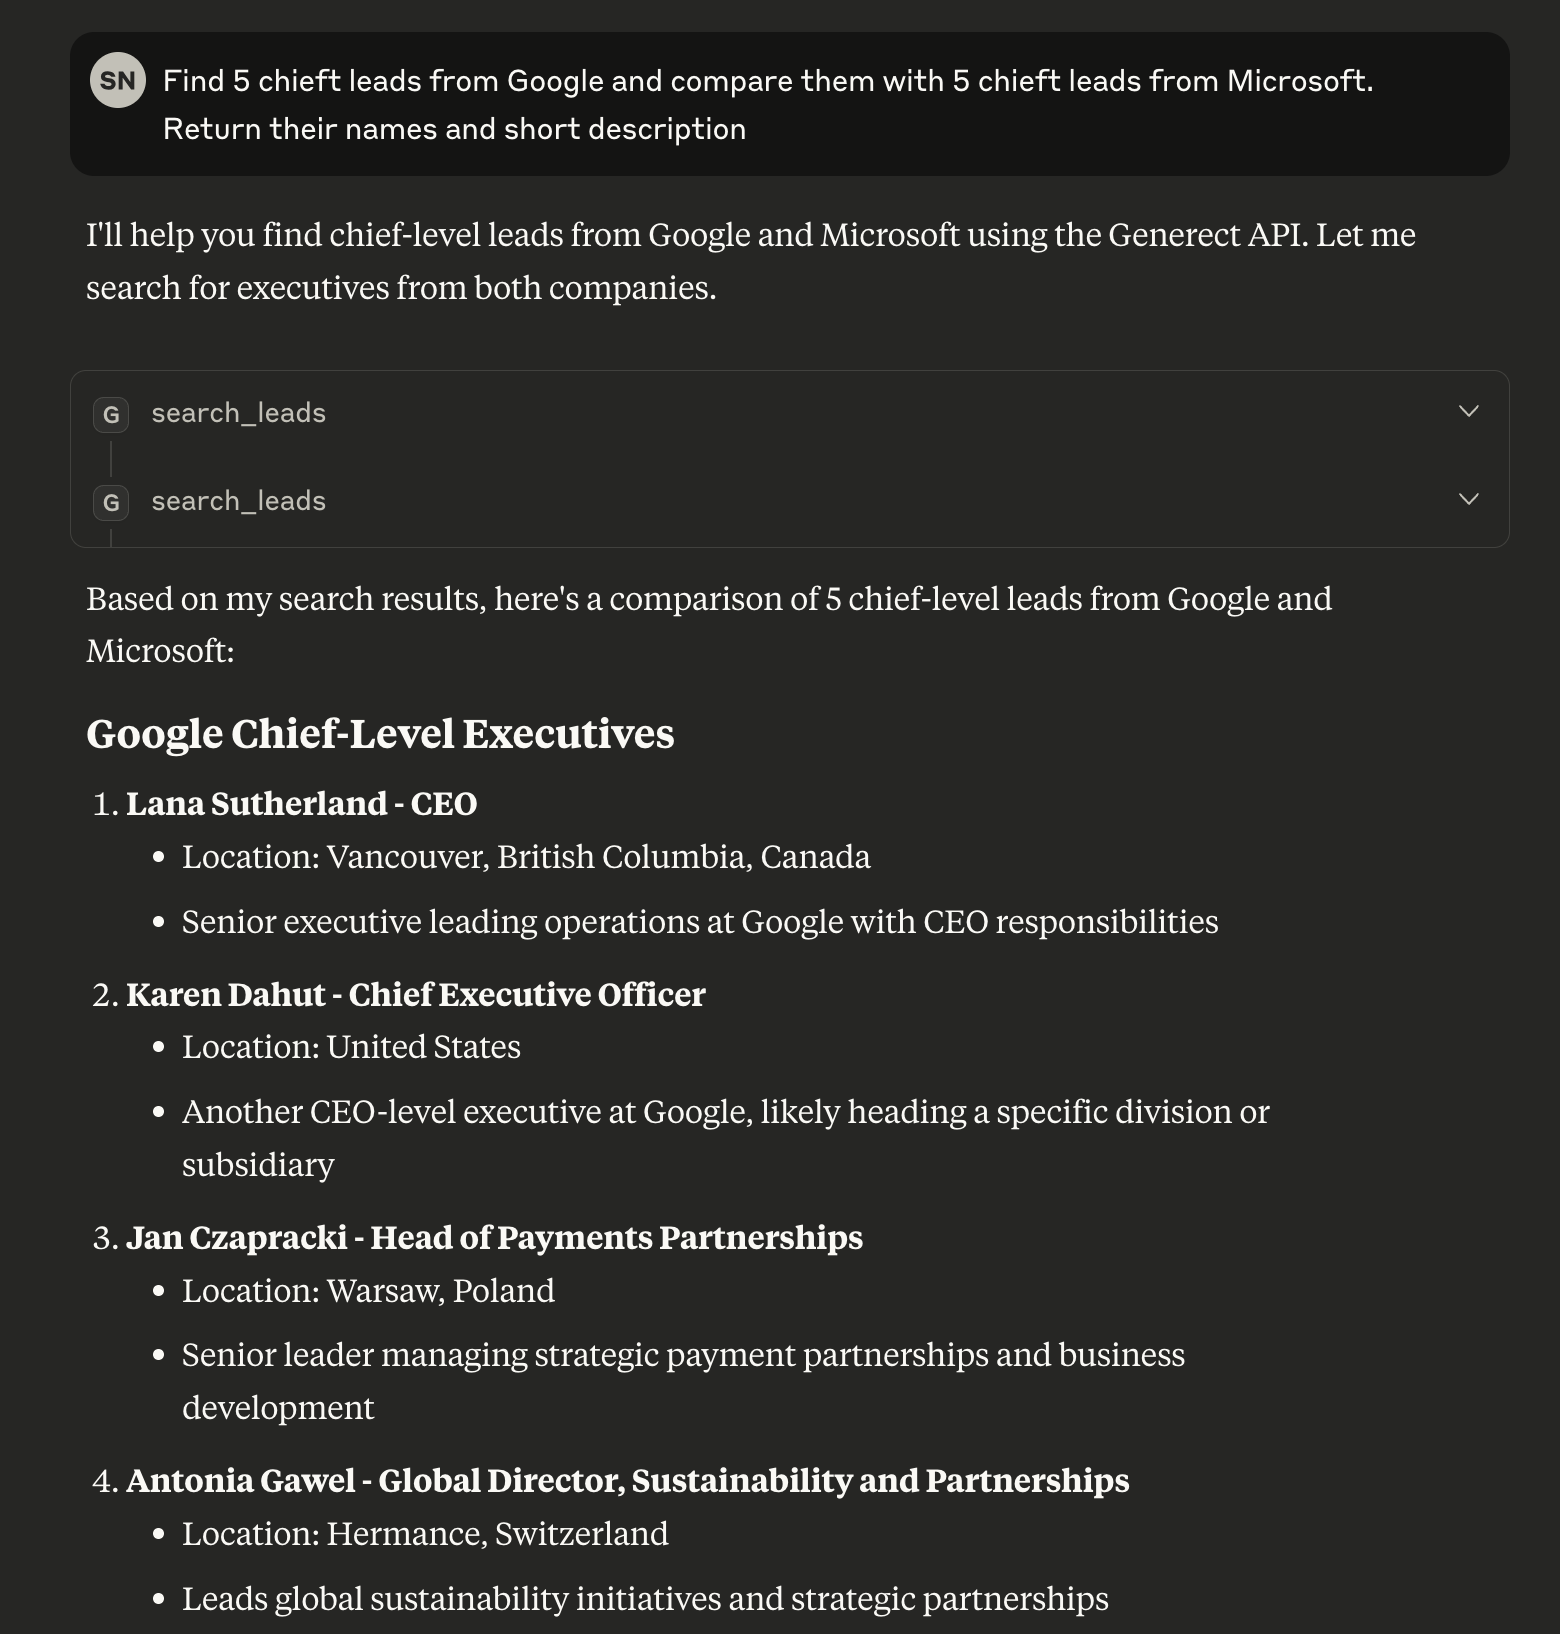 SN
Find 5 chieft leads from Google and compare them with 5 chieft leads from Microsoft.
Return their names and short description
I'll help you find chief-level leads from Google and Microsoft using the Generect API. Let me
search for executives from both companies.
G search_leads
G search_leads
Based on my search results, here's a comparison of 5 chief-level leads from Google and
Microsoft:
Google Chief-Level Executives
1. Lana Sutherland - CEO
• Location: Vancouver, British Columbia, Canada
• Senior executive leading operations at Google with CEO responsibilities
2. Karen Dahut - Chief Executive Officer
• Location: United States
• Another CEO-level executive at Google, likely heading a specific division or
subsidiary
3. Jan Czapracki - Head of Payments Partnerships
• Location: Warsaw, Poland
• Senior leader managing strategic payment partnerships and business
development
4. Antonia Gawel - Global Director, Sustainability and Partnerships
• Location: Hermance, Switzerland
• Leads global sustainability initiatives and strategic partnerships